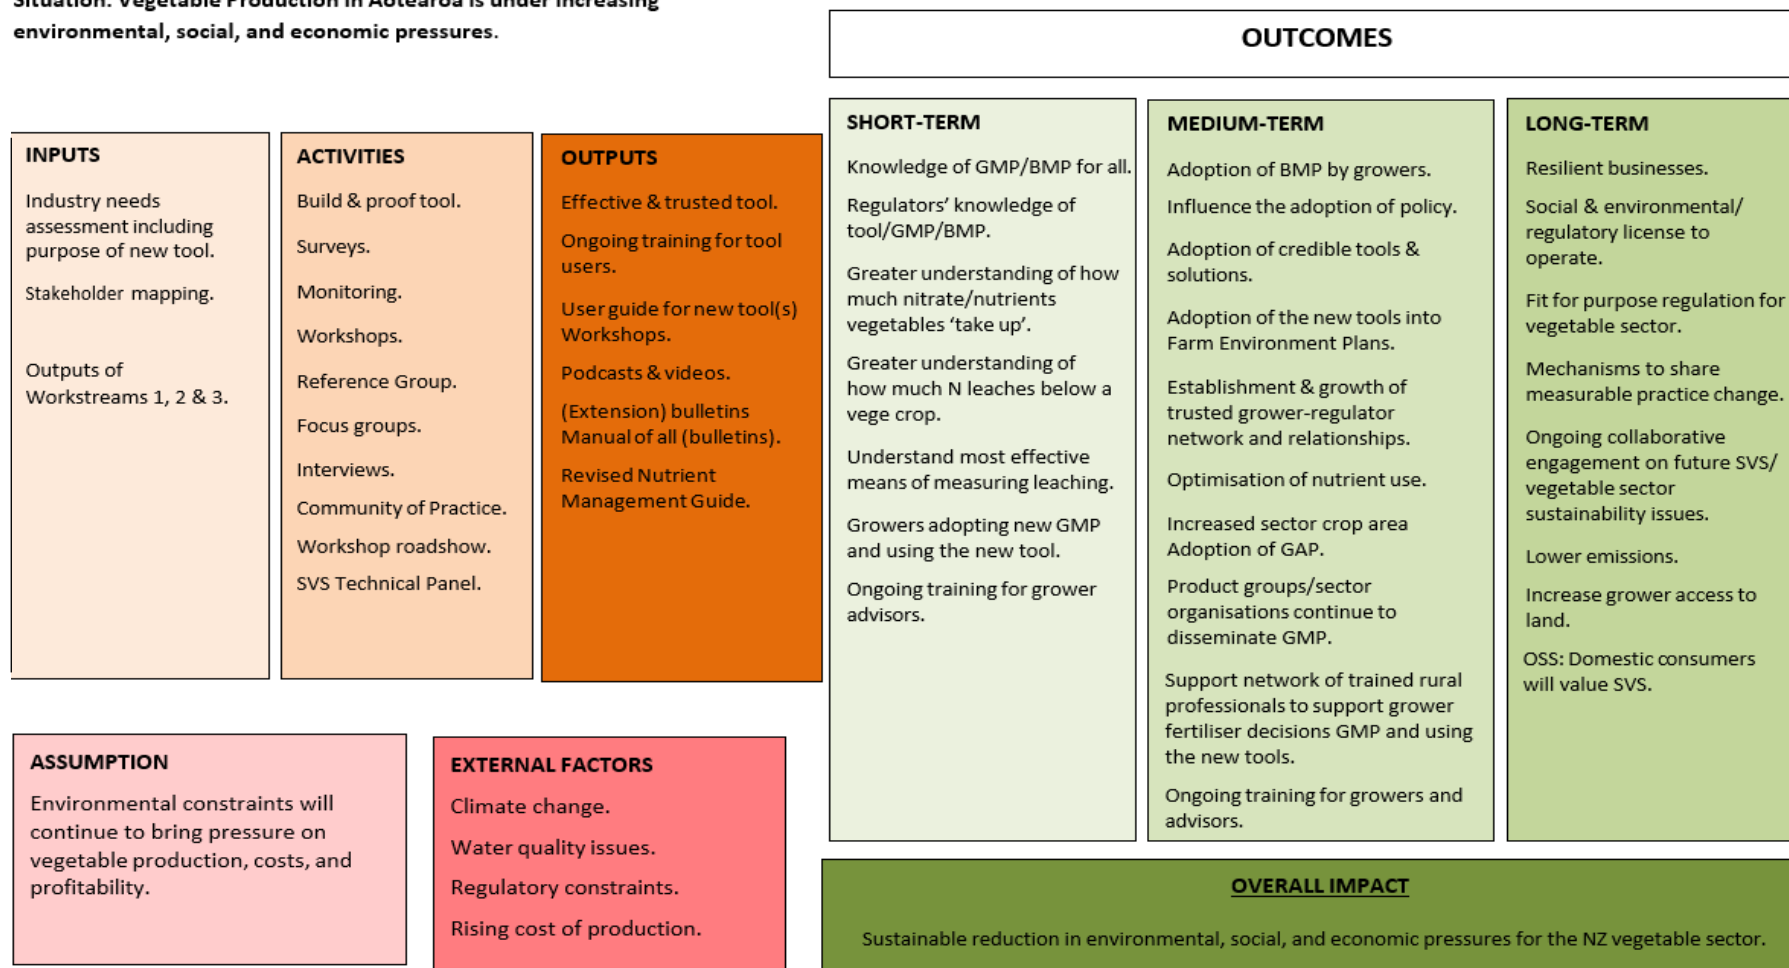 Situation: Vegetable Production in Aotearoa is under increasing
environmental, social, and economic pressures.
OUTCOMES
INPUTS
Industry needs
assessment including
purpose of new tool.
Stakeholder mapping.
Outputs of
Workstreams 1, 2 & 3.
ACTIVITIES
Build & proof tool.
Surveys.
Monitoring.
Workshops.
Reference Group.
Focus groups.
Interviews.
Community of Practice.
Workshop roadshow.
SVS Technical Panel.
OUTPUTS
Effective & trusted tool.
Ongoing training for tool
users.
User guide for new tool(s)
Workshops.
Podcasts & videos.
(Extension) bulletins
Manual of all (bulletins).
Revised Nutrient
Management Guide.
SHORT-TERM
Knowledge of GMP/BMP for all.
Regulators’ knowledge of
tool/GMP/BMP.
Greater understanding of how
much nitrate/nutrients
vegetables ‘take up’.
Greater understanding of
how much N leaches below a
vege crop.
Understand most effective
means of measuring leaching.
Growers adopting new GMP
and using the new tool.
Ongoing training for grower
advisors.
MEDIUM-TERM
Adoption of BMP by growers.
Influence the adoption of policy.
Adoption of credible tools &
solutions.
Adoption of the new tools into
Farm Environment Plans.
Establishment & growth of
trusted grower-regulator
network and relationships.
Optimisation of nutrient use.
Increased sector crop area
Adoption of GAP.
Product groups/sector
organisations continue to
disseminate GMP.
Support network of trained rural
professionals to support grower
fertiliser decisions GMP and using
the new tools.
Ongoing training for growers and
advisors.
LONG-TERM
Resilient businesses.
Social & environmental/
regulatory license to
operate.
Fit for purpose regulation for
vegetable sector.
Mechanisms to share
measurable practice change.
Ongoing collaborative
engagement on future SVS/
vegetable sector
sustainability issues.
Lower emissions.
Increase grower access to
land.
OSS: Domestic consumers
will value SVS.
ASSUMPTION
Environmental constraints will
continue to bring pressure on
vegetable production, costs, and
profitability.
EXTERNAL FACTORS
Climate change.
Water quality issues.
Regulatory constraints.
Rising cost of production.
OVERALL IMPACT
Sustainable reduction in environmental, social, and economic pressures for the NZ vegetable sector.